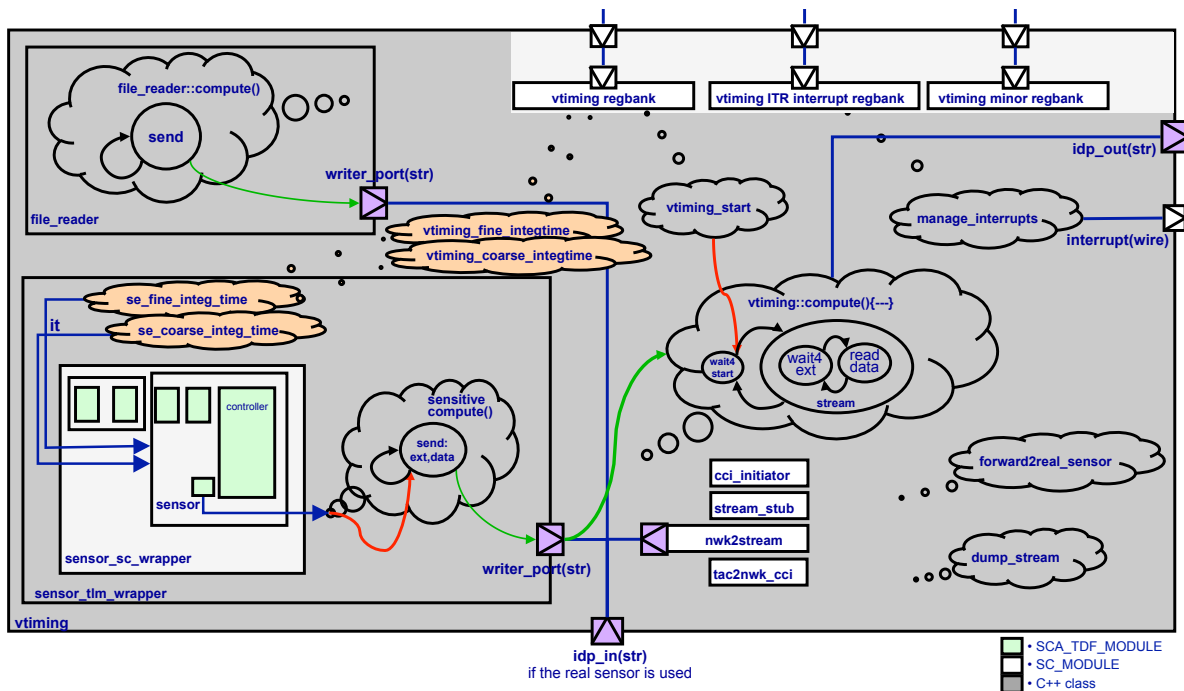 vtiming regbank
vtiming ITR interrupt regbank
vtiming minor regbank
file_reader::compute()
send
writer_port(str)
file_reader
idp_out(str)
vtiming_start
manage_interrupts
interrupt(wire)
vtiming_fine_integtime
vtiming_coarse_integtime
se_fine_integ_time
it
se_coarse_integ_time
vtiming::compute(){---}
wait4
start
wait4
ext
read
data
stream
controller
sensor
sensor_sc_wrapper
sensitive
compute()
send:
ext,data
writer_port(str)
sensor_tlm_wrapper
cci_initiator
stream_stub
nwk2stream
tac2nwk_cci
forward2real_sensor
dump_stream
vtiming
idp_in(str)
if the real sensor is used
• SCA_TDF_MODULE
• SC_MODULE
• C++ class